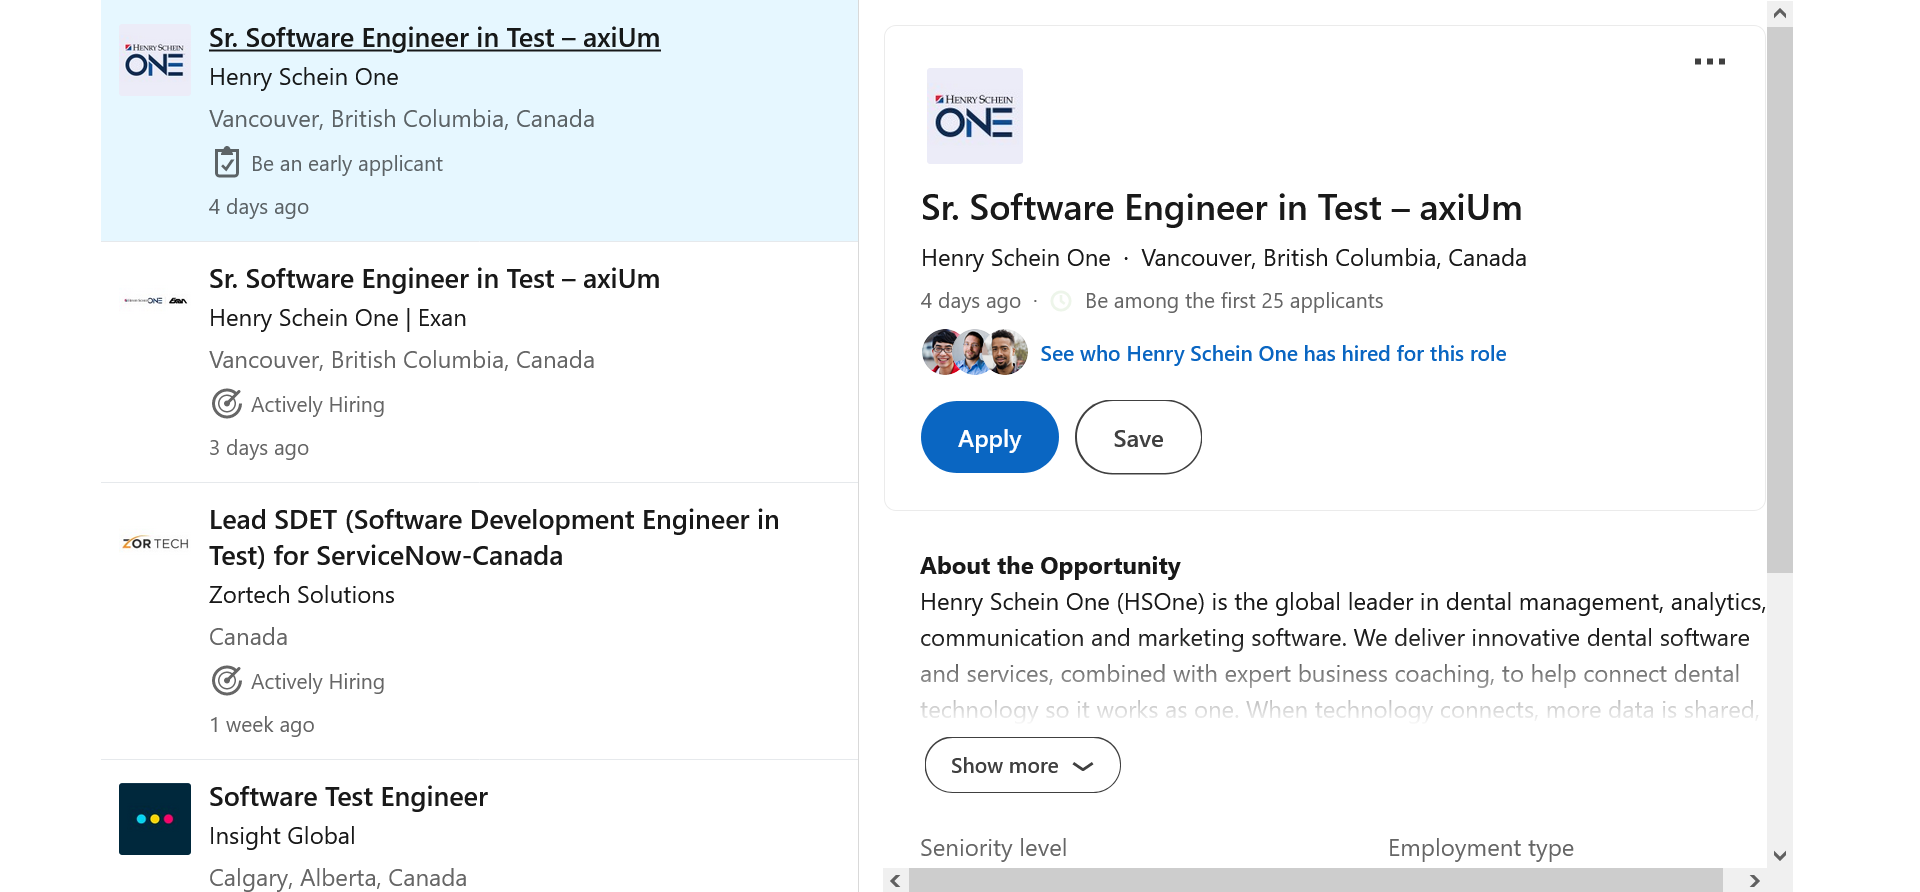 HENRY SCHEIN
ONE
Sr. Software Engineer in Test – axiUm
Henry Schein One
Vancouver, British Columbia, Canada
Be an early applicant
4 days ago
Sr. Software Engineer in Test – axiUm
Henry Schein One | Exan
Vancouver, British Columbia, Canada
Actively Hiring
3 days ago
ZOR TECH
Lead SDET (Software Development Engineer in
Test) for ServiceNow-Canada
Zortech Solutions
Canada
Actively Hiring
1 week ago
Software Test Engineer
Insight Global
Calgary, Alberta, Canada
HENRY SCHEIN
ONE
Sr. Software Engineer in Test – axiUm
Henry Schein One · Vancouver, British Columbia, Canada
4 days ago · Be among the first 25 applicants
See who Henry Schein One has hired for this role
Apply Save
About the Opportunity
Henry Schein One (HSOne) is the global leader in dental management, analytics,
communication and marketing software. We deliver innovative dental software
and services, combined with expert business coaching, to help connect dental
technology so it works as one. When technology connects, more data is shared,
Show more
Seniority level Employment type